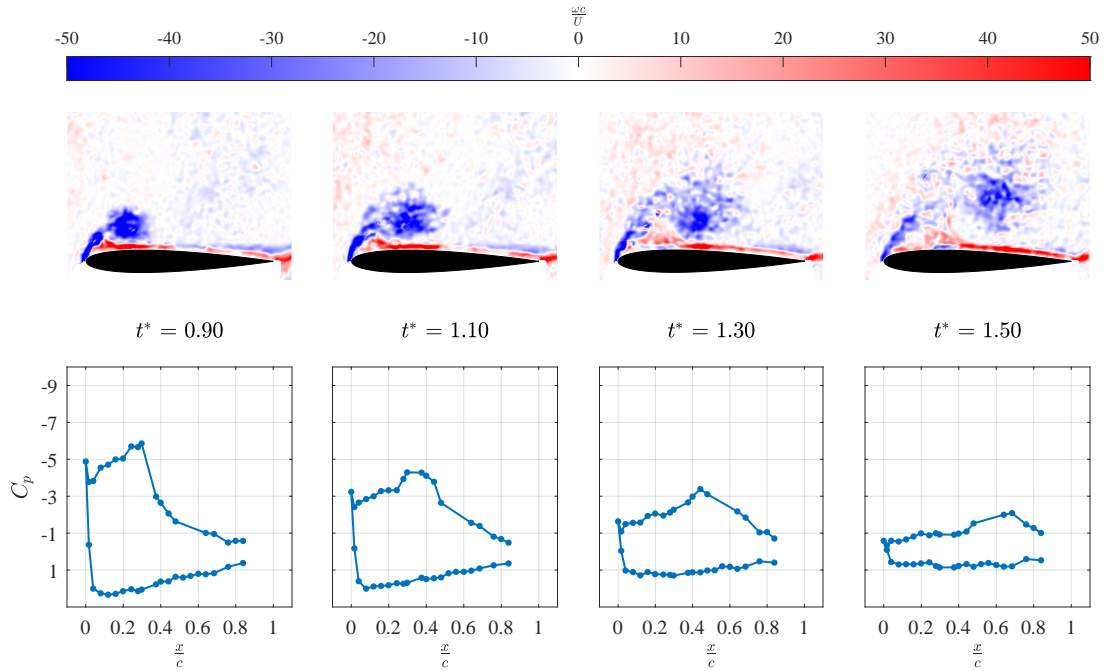 ωc/U
-50 -40 -30 -20 -10 0 10 20 30 40 50
t* = 0.90 t* = 1.10 t* = 1.30 t* = 1.50
-9
-7
-5
-3
-1
1
C_p
0 0.2 0.4 0.6 0.8 1 0 0.2 0.4 0.6 0.8 1 0 0.2 0.4 0.6 0.8 1 0 0.2 0.4 0.6 0.8 1
x/c x/c x/c x/c